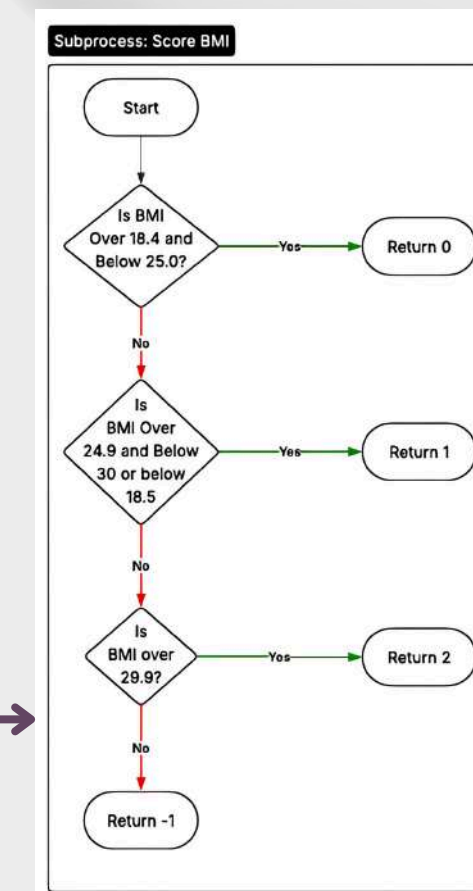 Subprocess: Score BMI
Start
Is BMI
Over 18.4 and
Below 25.0?
Yes
Return 0
No
Is
BMI Over
24.9 and Below
30 or below
18.5
Yes
Return 1
No
Is
BMI over
29.9?
Yes
Return 2
No
Return -1